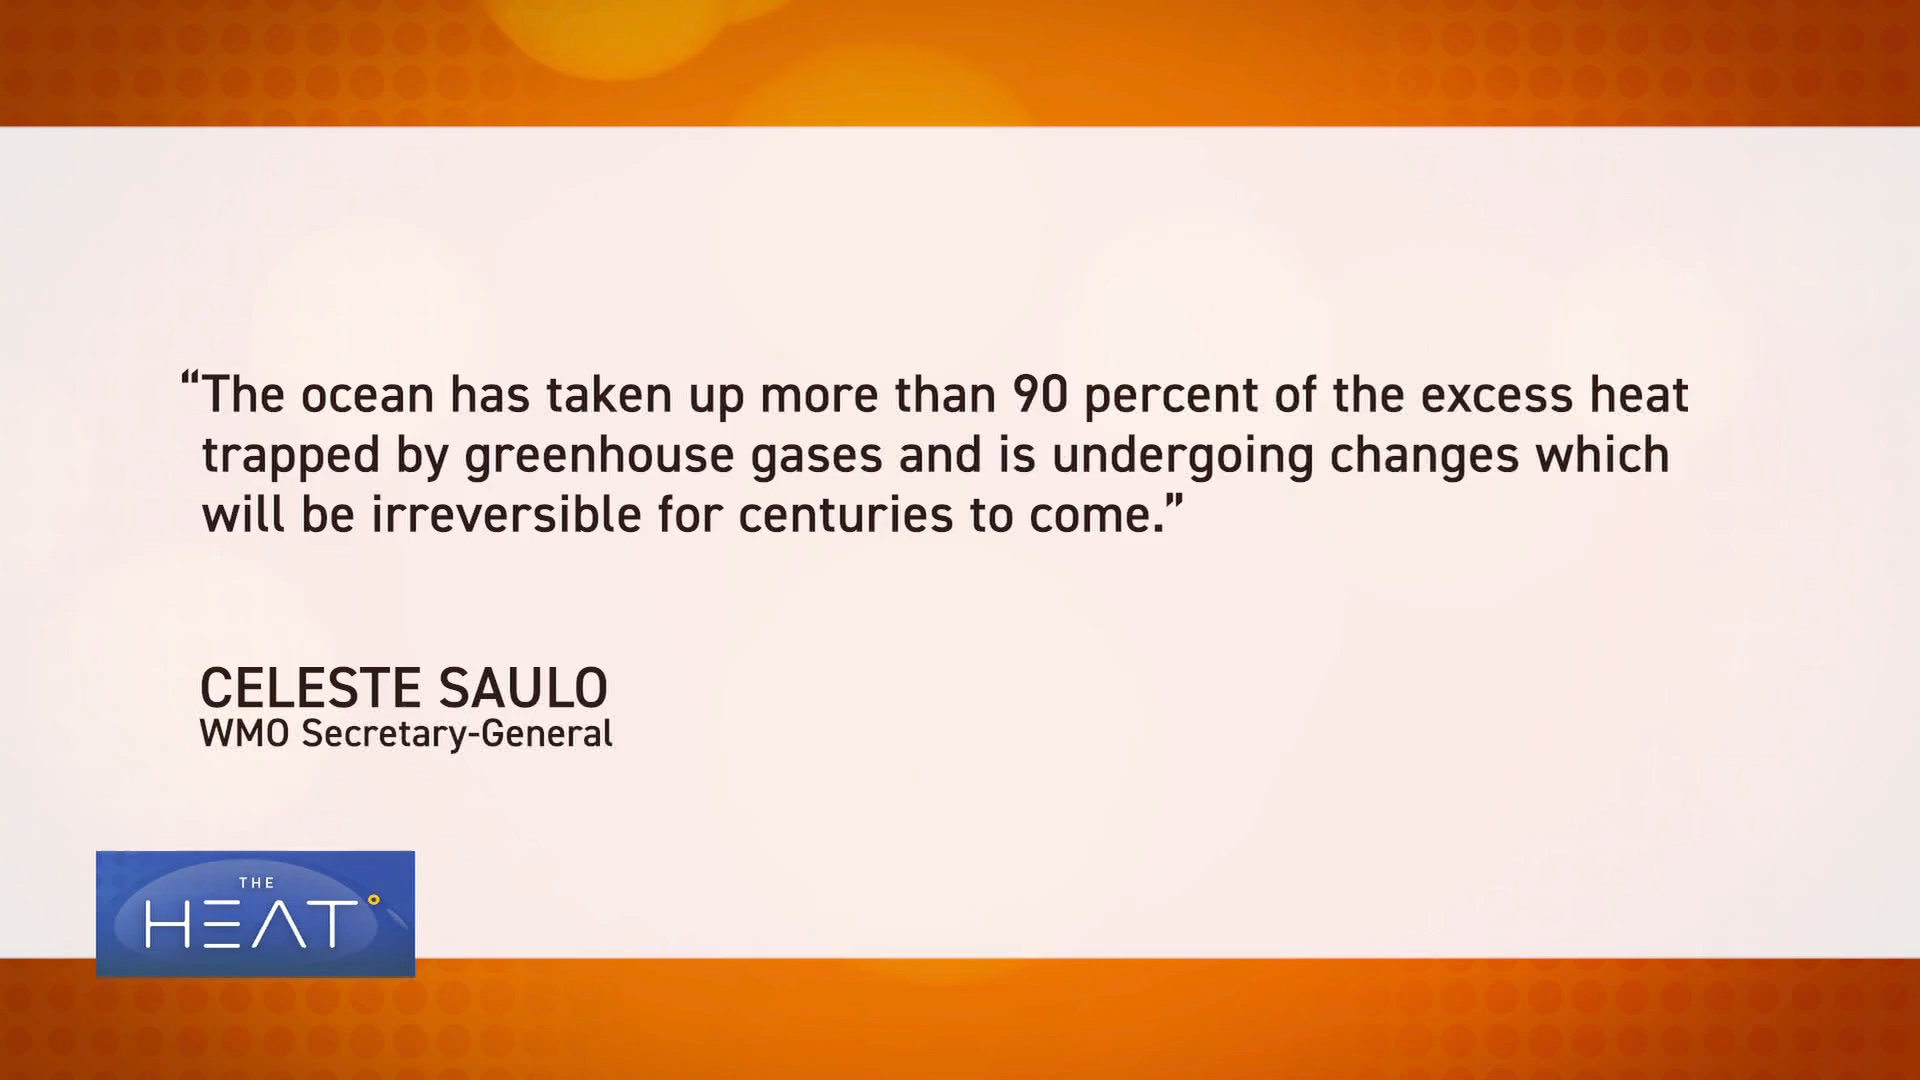 “The ocean has taken up more than 90 percent of the excess heat
trapped by greenhouse gases and is undergoing changes which
will be irreversible for centuries to come.”
CELESTE SAULO
WMO Secretary-General
THE
HEAT°